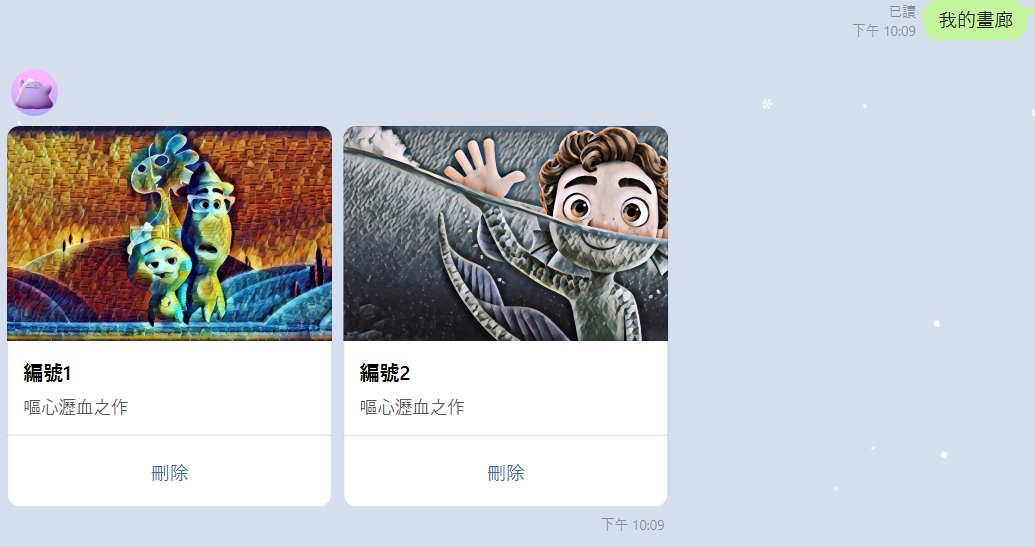 已讀
下午 10:09
我的畫廊
編號1
嘔心瀝血之作
刪除
編號2
嘔心瀝血之作
刪除
下午 10:09